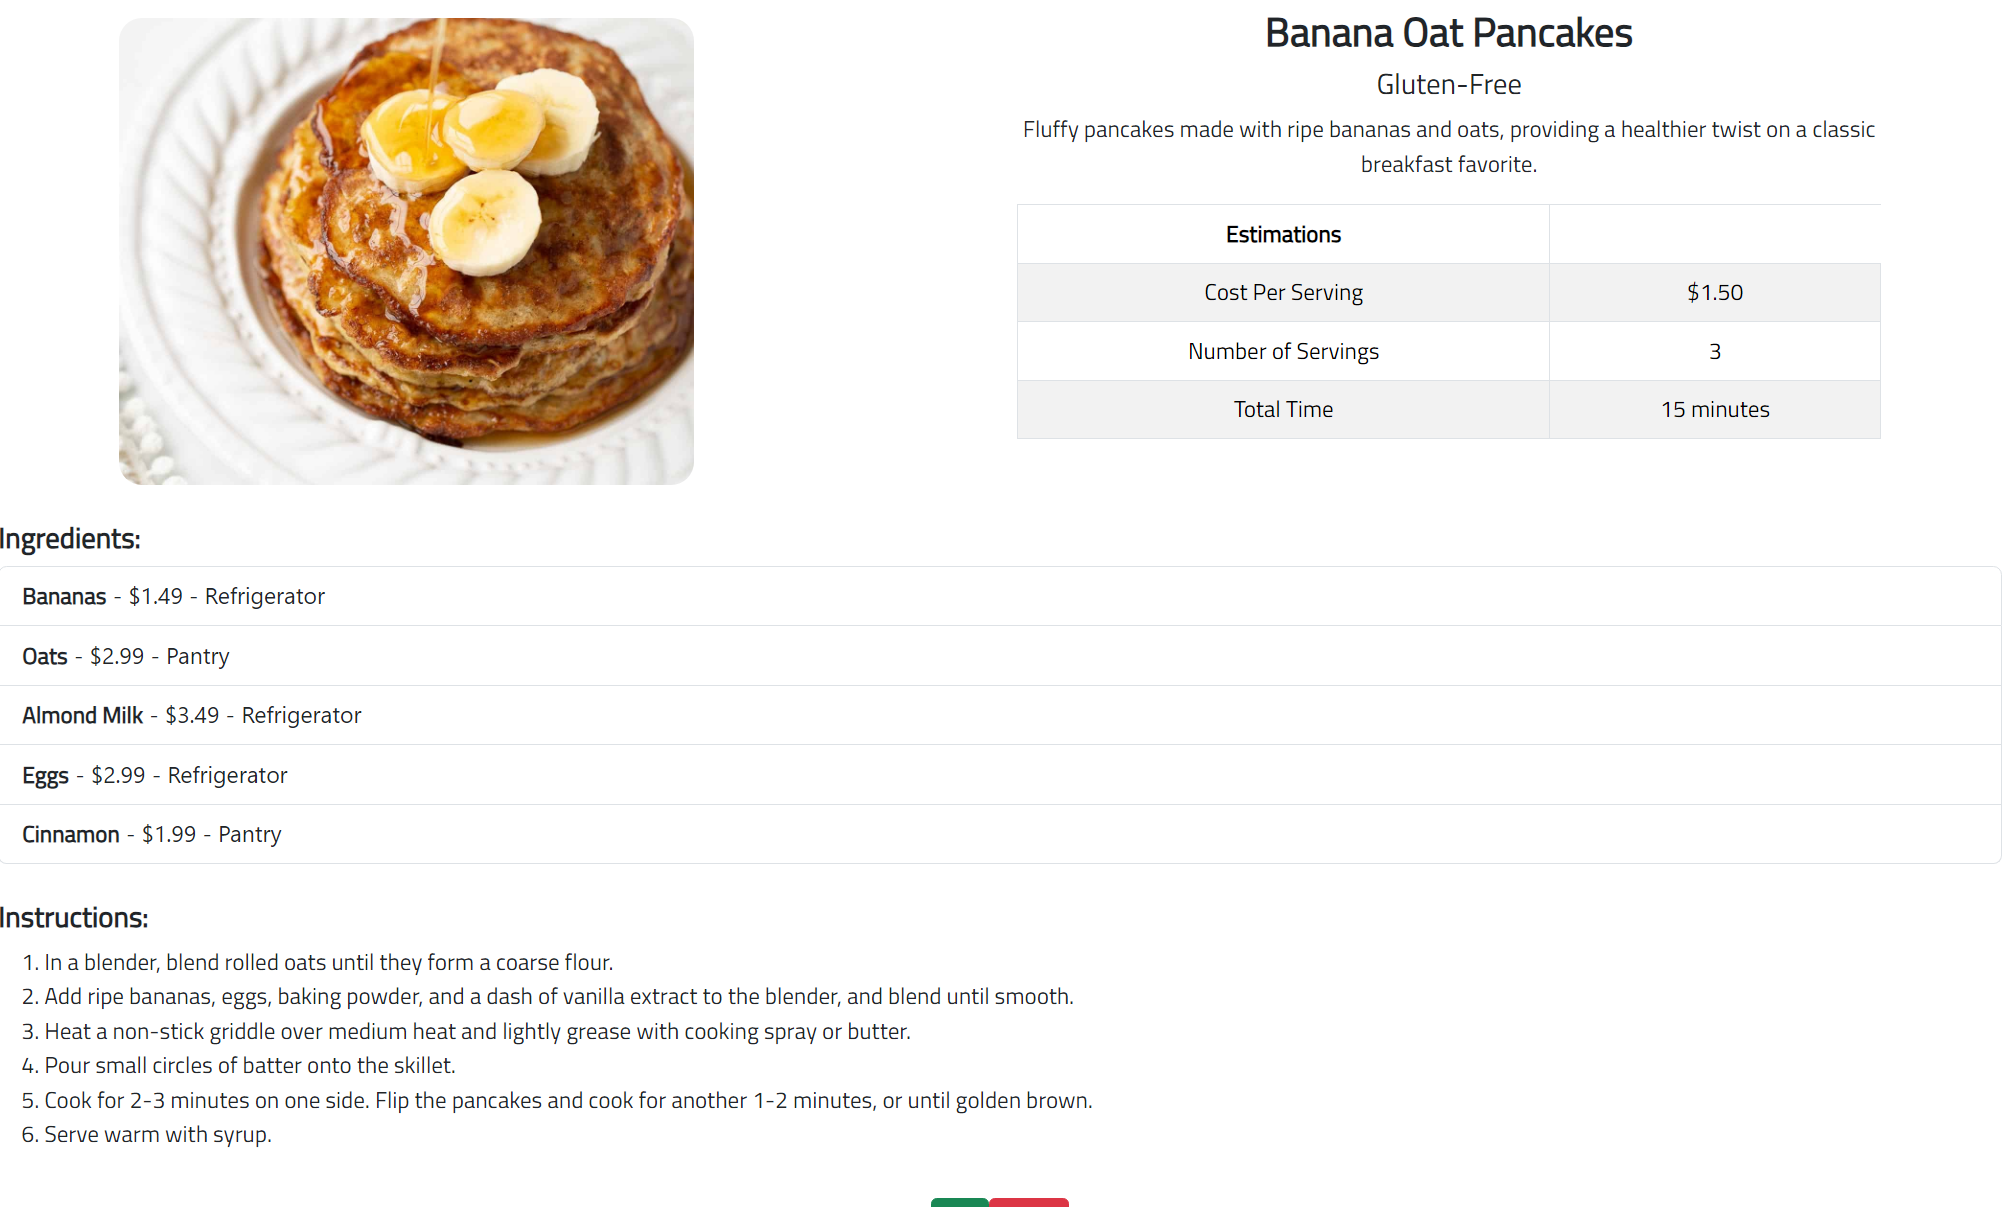 Banana Oat Pancakes
Gluten-Free
Fluffy pancakes made with ripe bananas and oats, providing a healthier twist on a classic
breakfast favorite.
Estimations
Cost Per Serving $1.50
Number of Servings 3
Total Time 15 minutes
Ingredients:
Bananas - $1.49 - Refrigerator
Oats - $2.99 - Pantry
Almond Milk - $3.49 - Refrigerator
Eggs - $2.99 - Refrigerator
Cinnamon - $1.99 - Pantry
Instructions:
1. In a blender, blend rolled oats until they form a coarse flour.
2. Add ripe bananas, eggs, baking powder, and a dash of vanilla extract to the blender, and blend until smooth.
3. Heat a non-stick griddle over medium heat and lightly grease with cooking spray or butter.
4. Pour small circles of batter onto the skillet.
5. Cook for 2-3 minutes on one side. Flip the pancakes and cook for another 1-2 minutes, or until golden brown.
6. Serve warm with syrup.